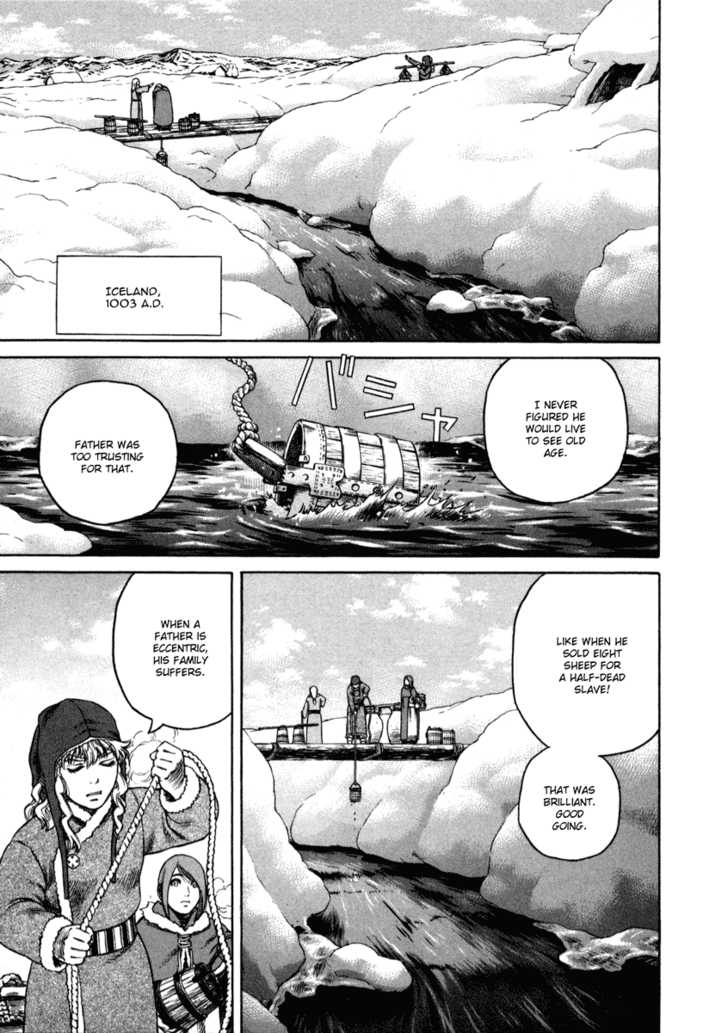 ICELAND,
1003 A.D.
I NEVER
FIGURED HE
WOULD LIVE
TO SEE OLD
AGE.
バシャ
FATHER WAS
TOO TRUSTING
FOR THAT.
LIKE WHEN HE
SOLD EIGHT
SHEEP FOR
A HALF-DEAD
SLAVE!
THAT WAS
BRILLIANT.
GOOD
GOING.
WHEN A
FATHER IS
ECCENTRIC,
HIS FAMILY
SUFFERS.